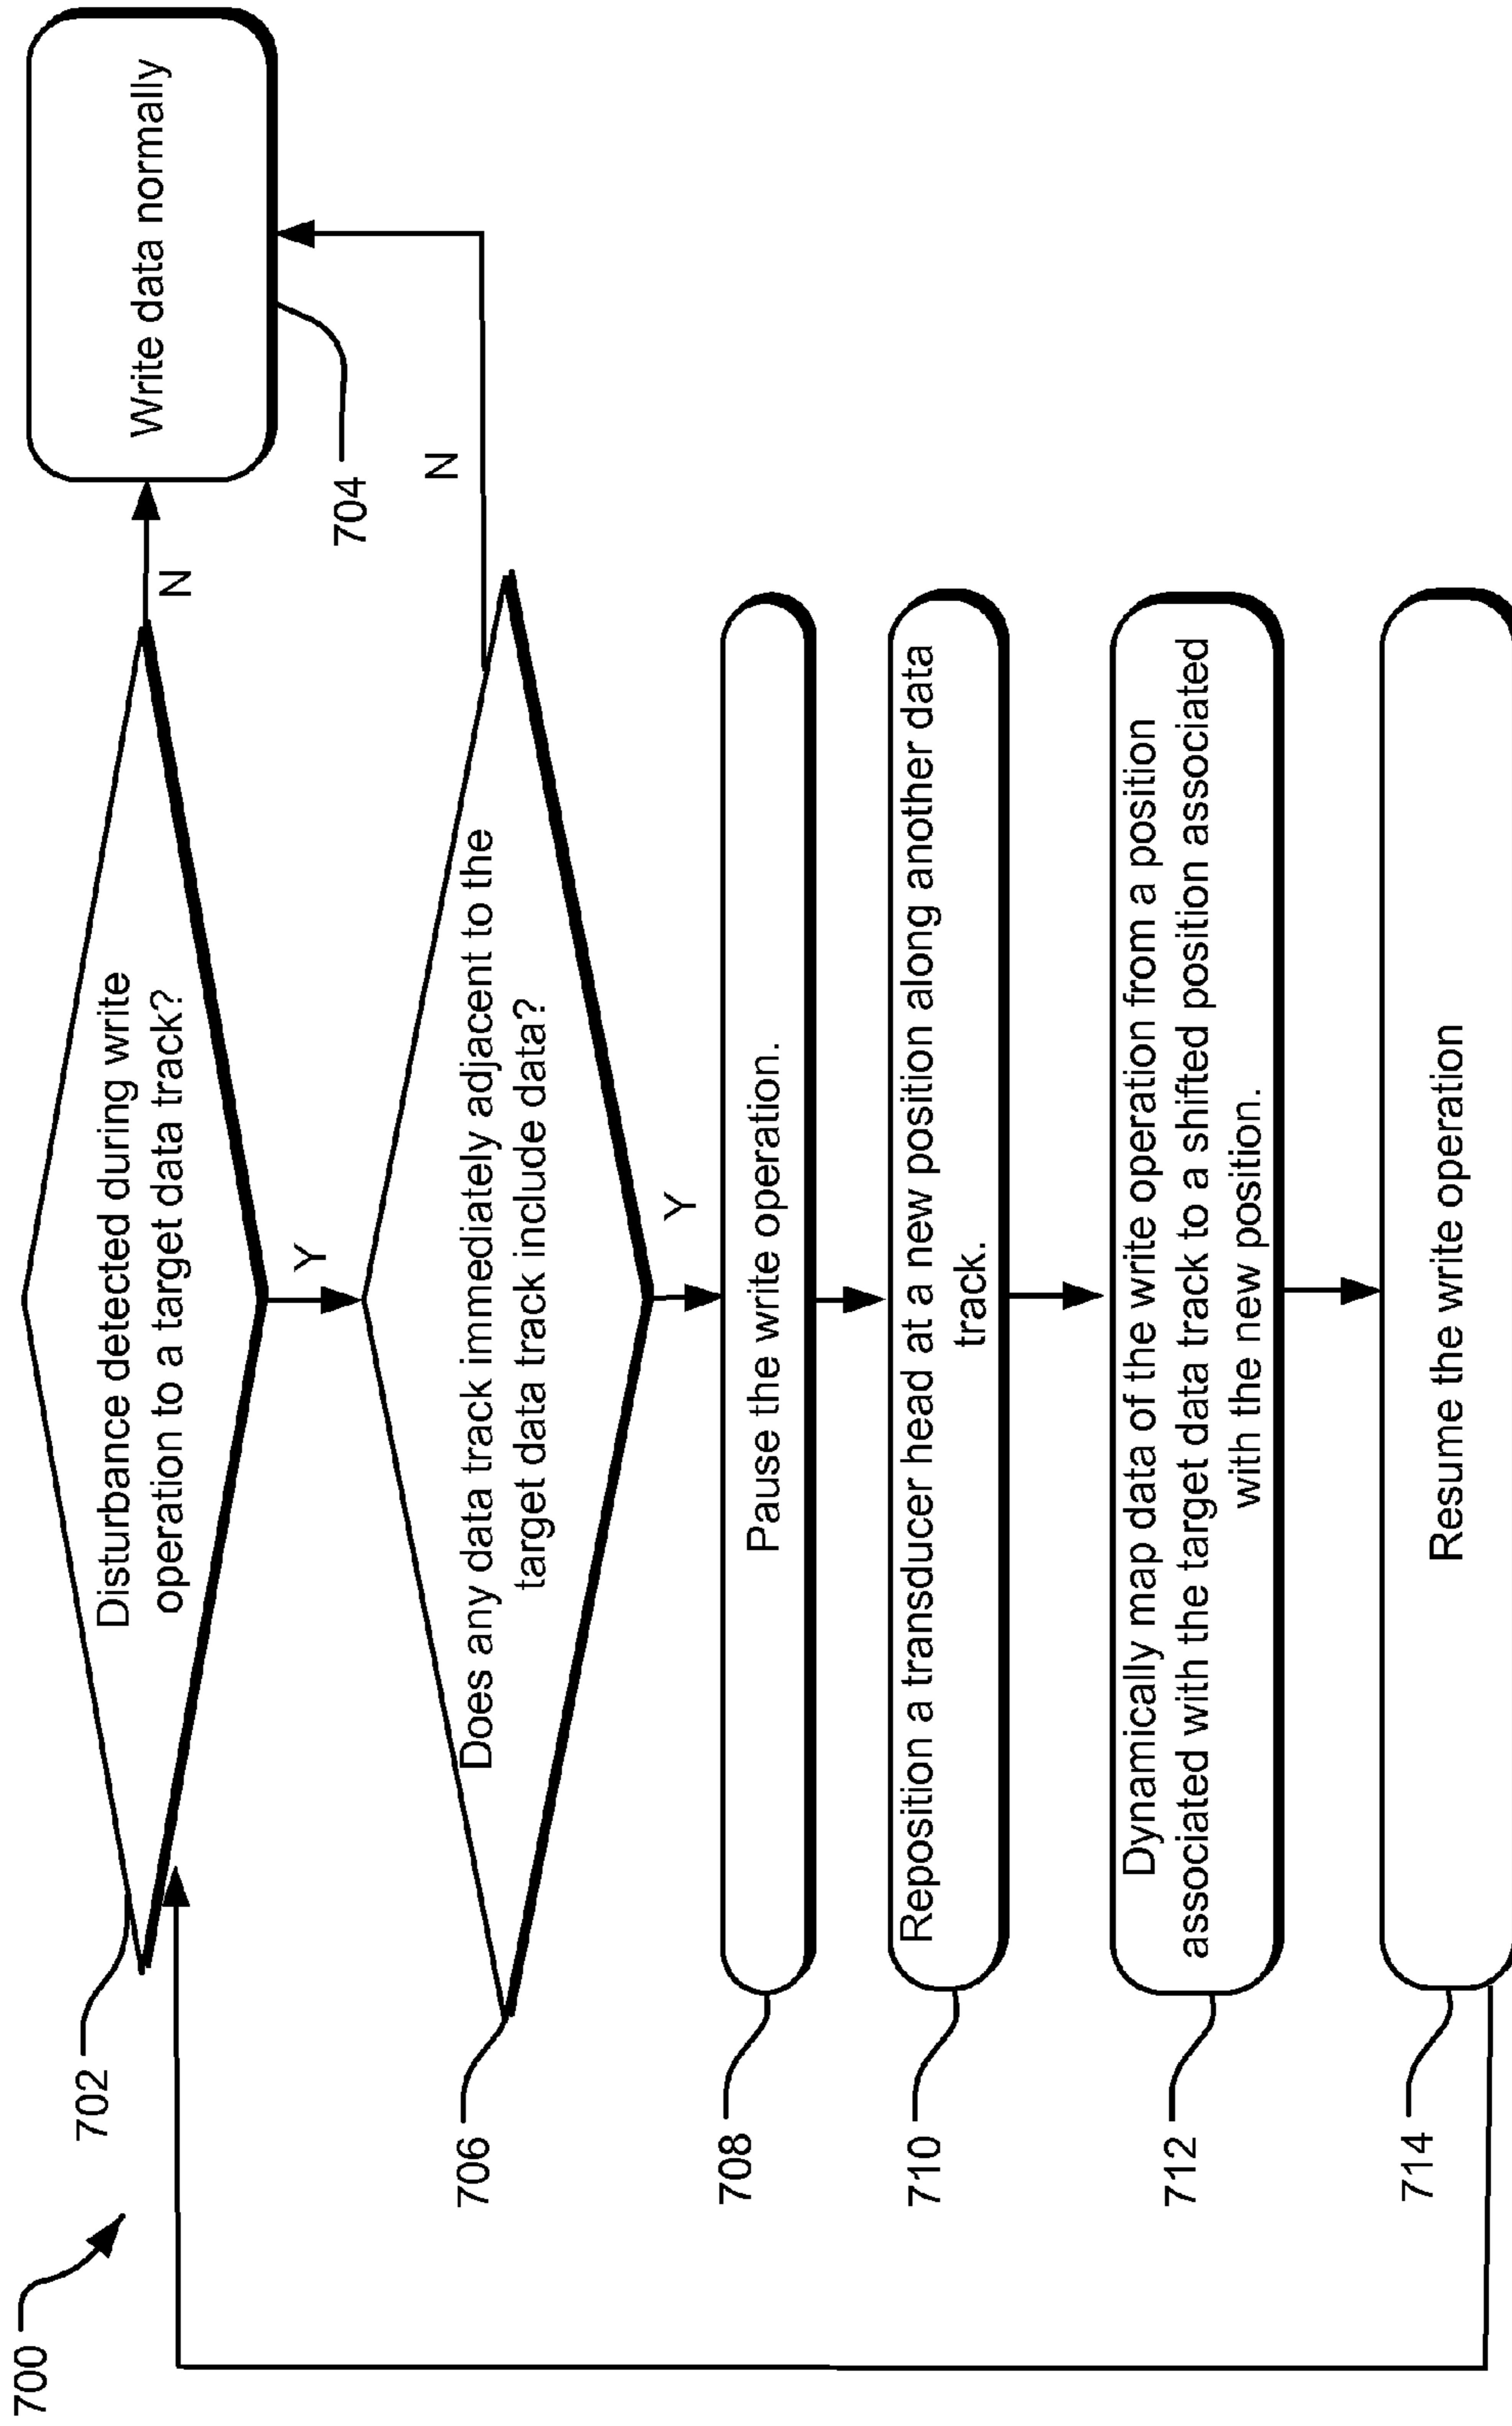 700
702
Disturbance detected during write
operation to a target data track?
N
Write data normally
704
Y
706
Does any data track immediately adjacent to the
target data track include data?
N
Y
708
Pause the write operation.
710
Reposition a transducer head at a new position along another data
track.
712
Dynamically map data of the write operation from a position
associated with the target data track to a shifted position associated
with the new position.
714
Resume the write operation